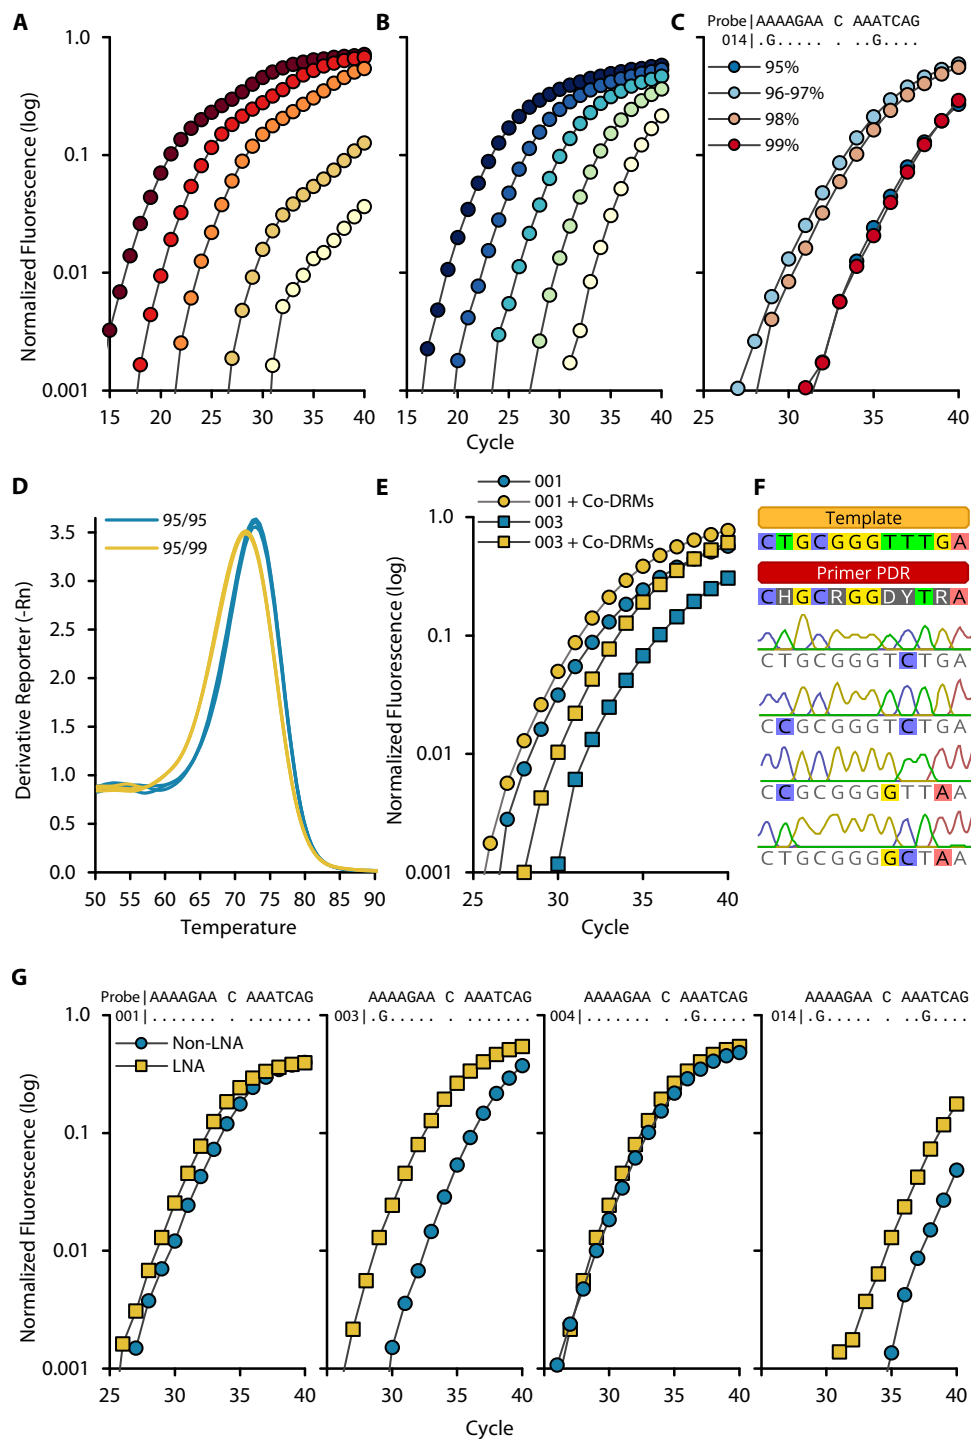 A
B
C
Probe|AAAAGAA C AAATCAG
014|.G..... . ..G....
95%
96-97%
98%
99%
Normalized Fluorescence (log)
1.0
0.1
0.01
0.001
15 20 25 30 35 40
15 20 25 30 35 40
25 30 35 40
Cycle
D
95/95
95/99
Derivative Reporter (-Rn)
3.5
3.0
2.5
2.0
1.5
1.0
0.5
0.0
50 55 60 65 70 75 80 85 90
Temperature
E
001
001 + Co-DRMs
003
003 + Co-DRMs
Normalized Fluorescence (log)
1.0
0.1
0.01
0.001
25 30 35 40
Cycle
F
Template
CTGCGGGTTTGA
Primer PDR
CHGCRGGDYTRA
CTGCGGGTCTGA
CCGCGGGTCTGA
CCGCGGGGTTAA
CTGCGGGGCTAA
G
Probe|AAAAGAA C AAATCAG
001|....... . .......
AAAAGAA C AAATCAG
003|.G..... . .......
AAAAGAA C AAATCAG
004|....... . ..G....
AAAAGAA C AAATCAG
014|.G..... . ..G....
Non-LNA
LNA
Normalized Fluorescence (log)
1.0
0.1
0.01
0.001
25 30 35 40
30 35 40
30 35 40
30 35 40
Cycle